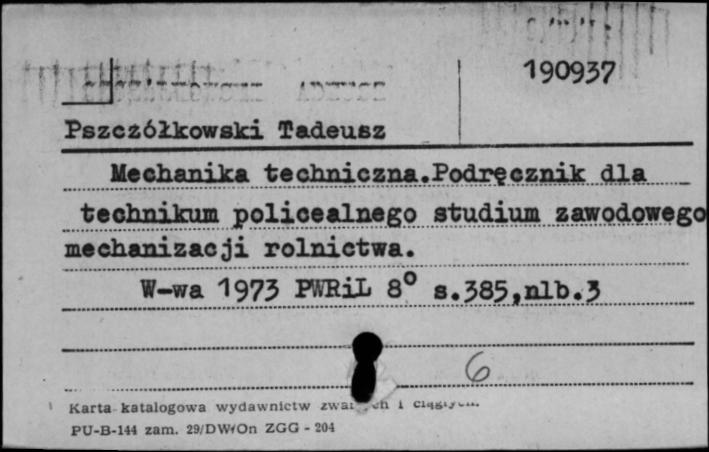 190937
Pszczółkowski Tadeusz
Mechanika techniczna.Podręcznik dla
technikum policealnego studium zawodowego
mechanizacji rolnictwa.
W-wa 1973 PWRiL 8° s.385,nlb.3
6
Karta katalogowa wydawnictw i
PU-B-144 zam. 29/DW/On ZGG - 204